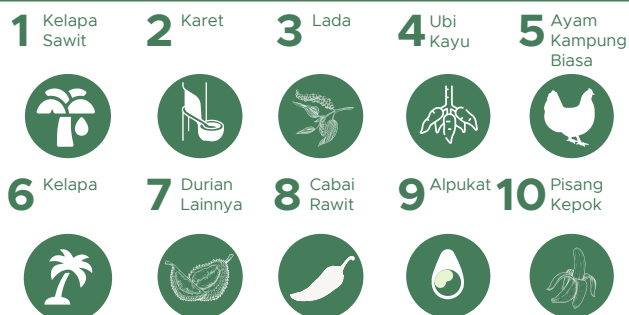 1 Kelapa
Sawit
2 Karet
3 Lada
4 Ubi
Kayu
5 Ayam
Kampung
Biasa
6 Kelapa
7 Durian
Lainnya
8 Cabai
Rawit
9 Alpukat
10 Pisang
Kepok